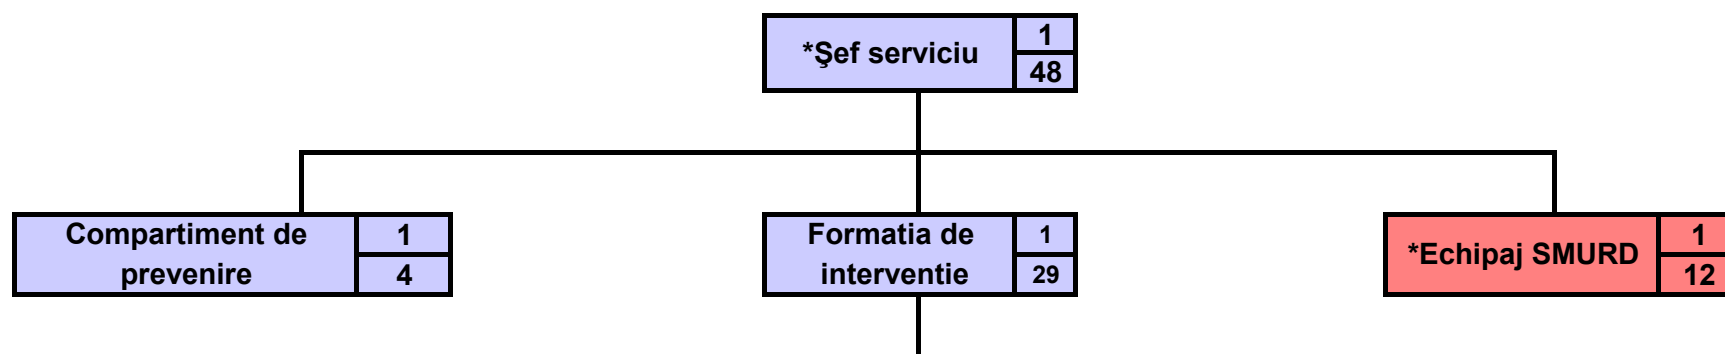 *Şef serviciu
1
48
Compartiment de
prevenire
1
4
Formatia de
interventie
1
29
*Echipaj SMURD
1
12